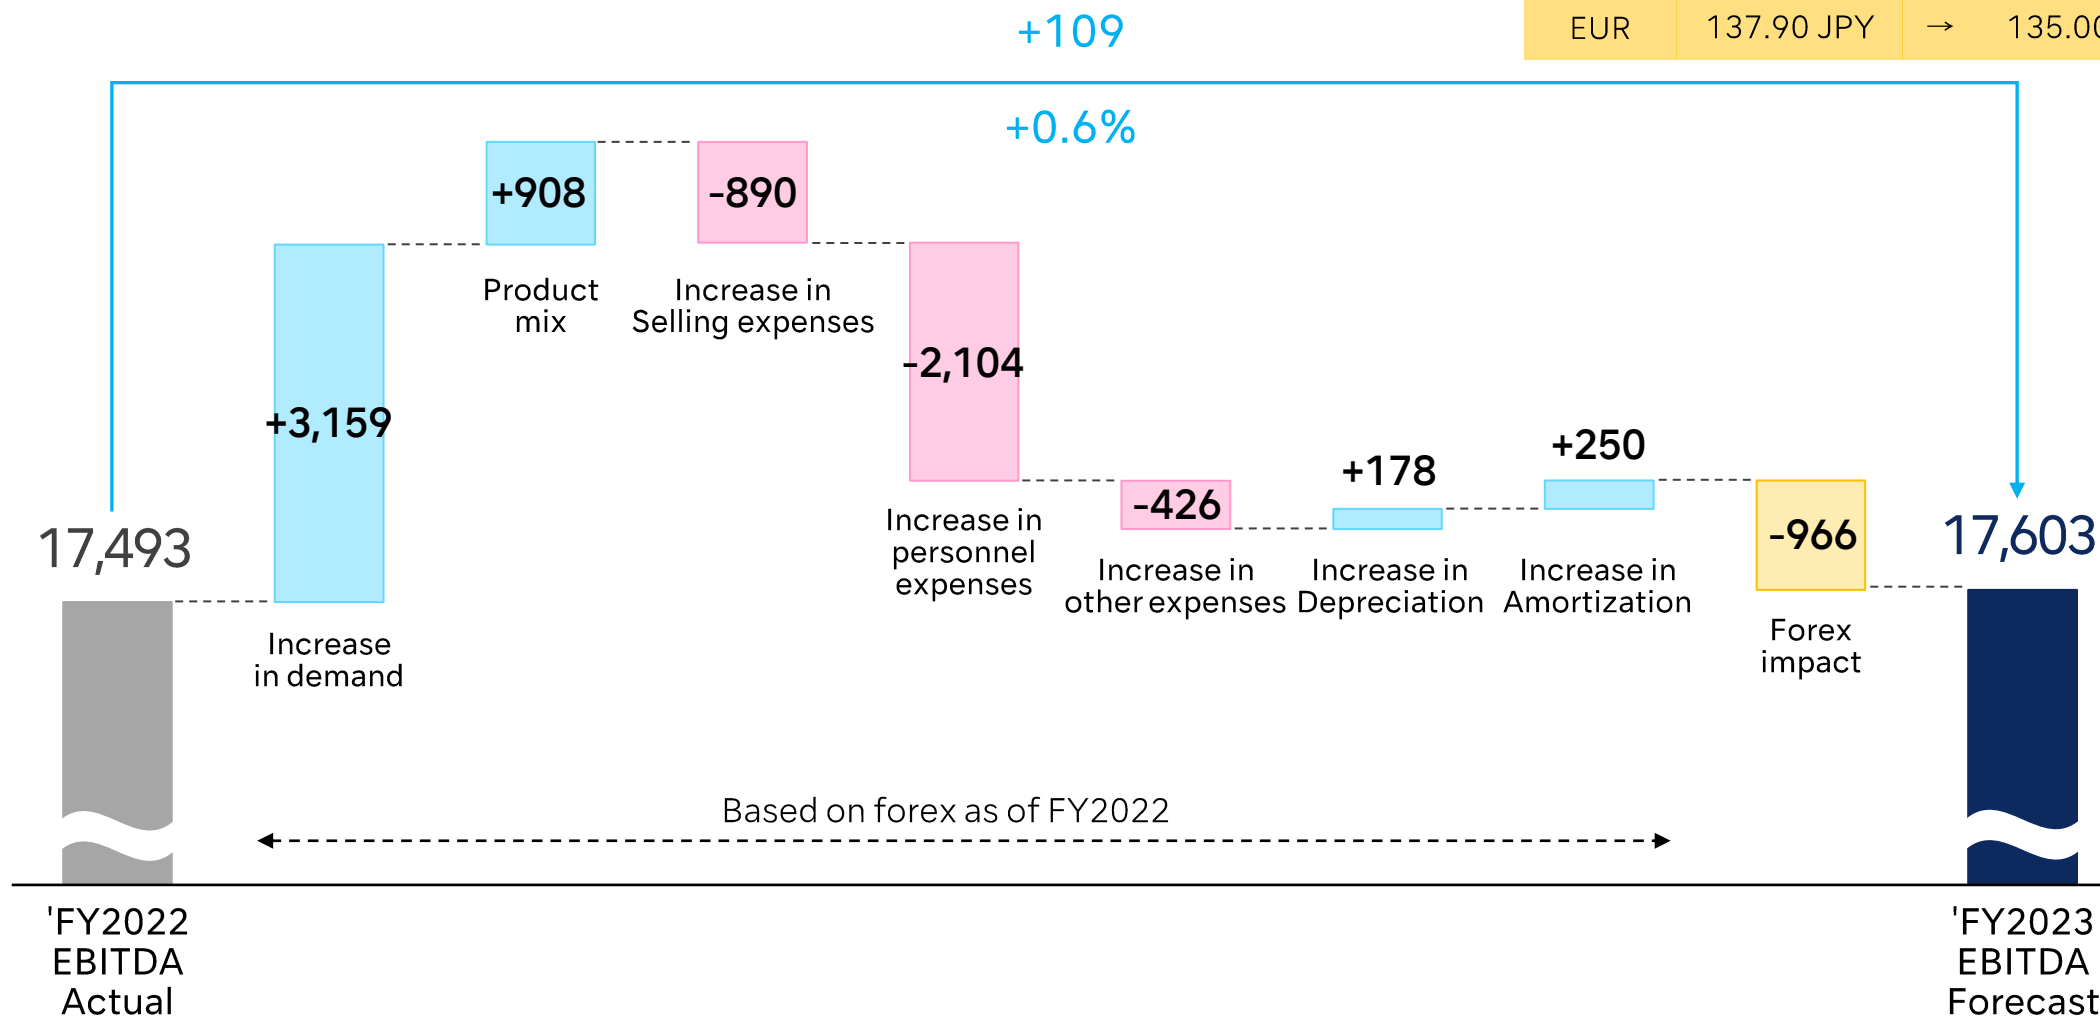 +109
EUR 137.90 JPY → 135.00
+0.6%
+908
-890
Product
mix
Increase in
Selling expenses
-2,104
+3,159
+250
+178
-426
-966
17,493
17,603
Increase in
personnel
expenses
Increase in
other expenses
Increase in
Depreciation
Increase in
Amortization
Increase
in demand
Forex
impact
Based on forex as of FY2022
'FY2022
EBITDA
Actual
'FY2023
EBITDA
Forecast